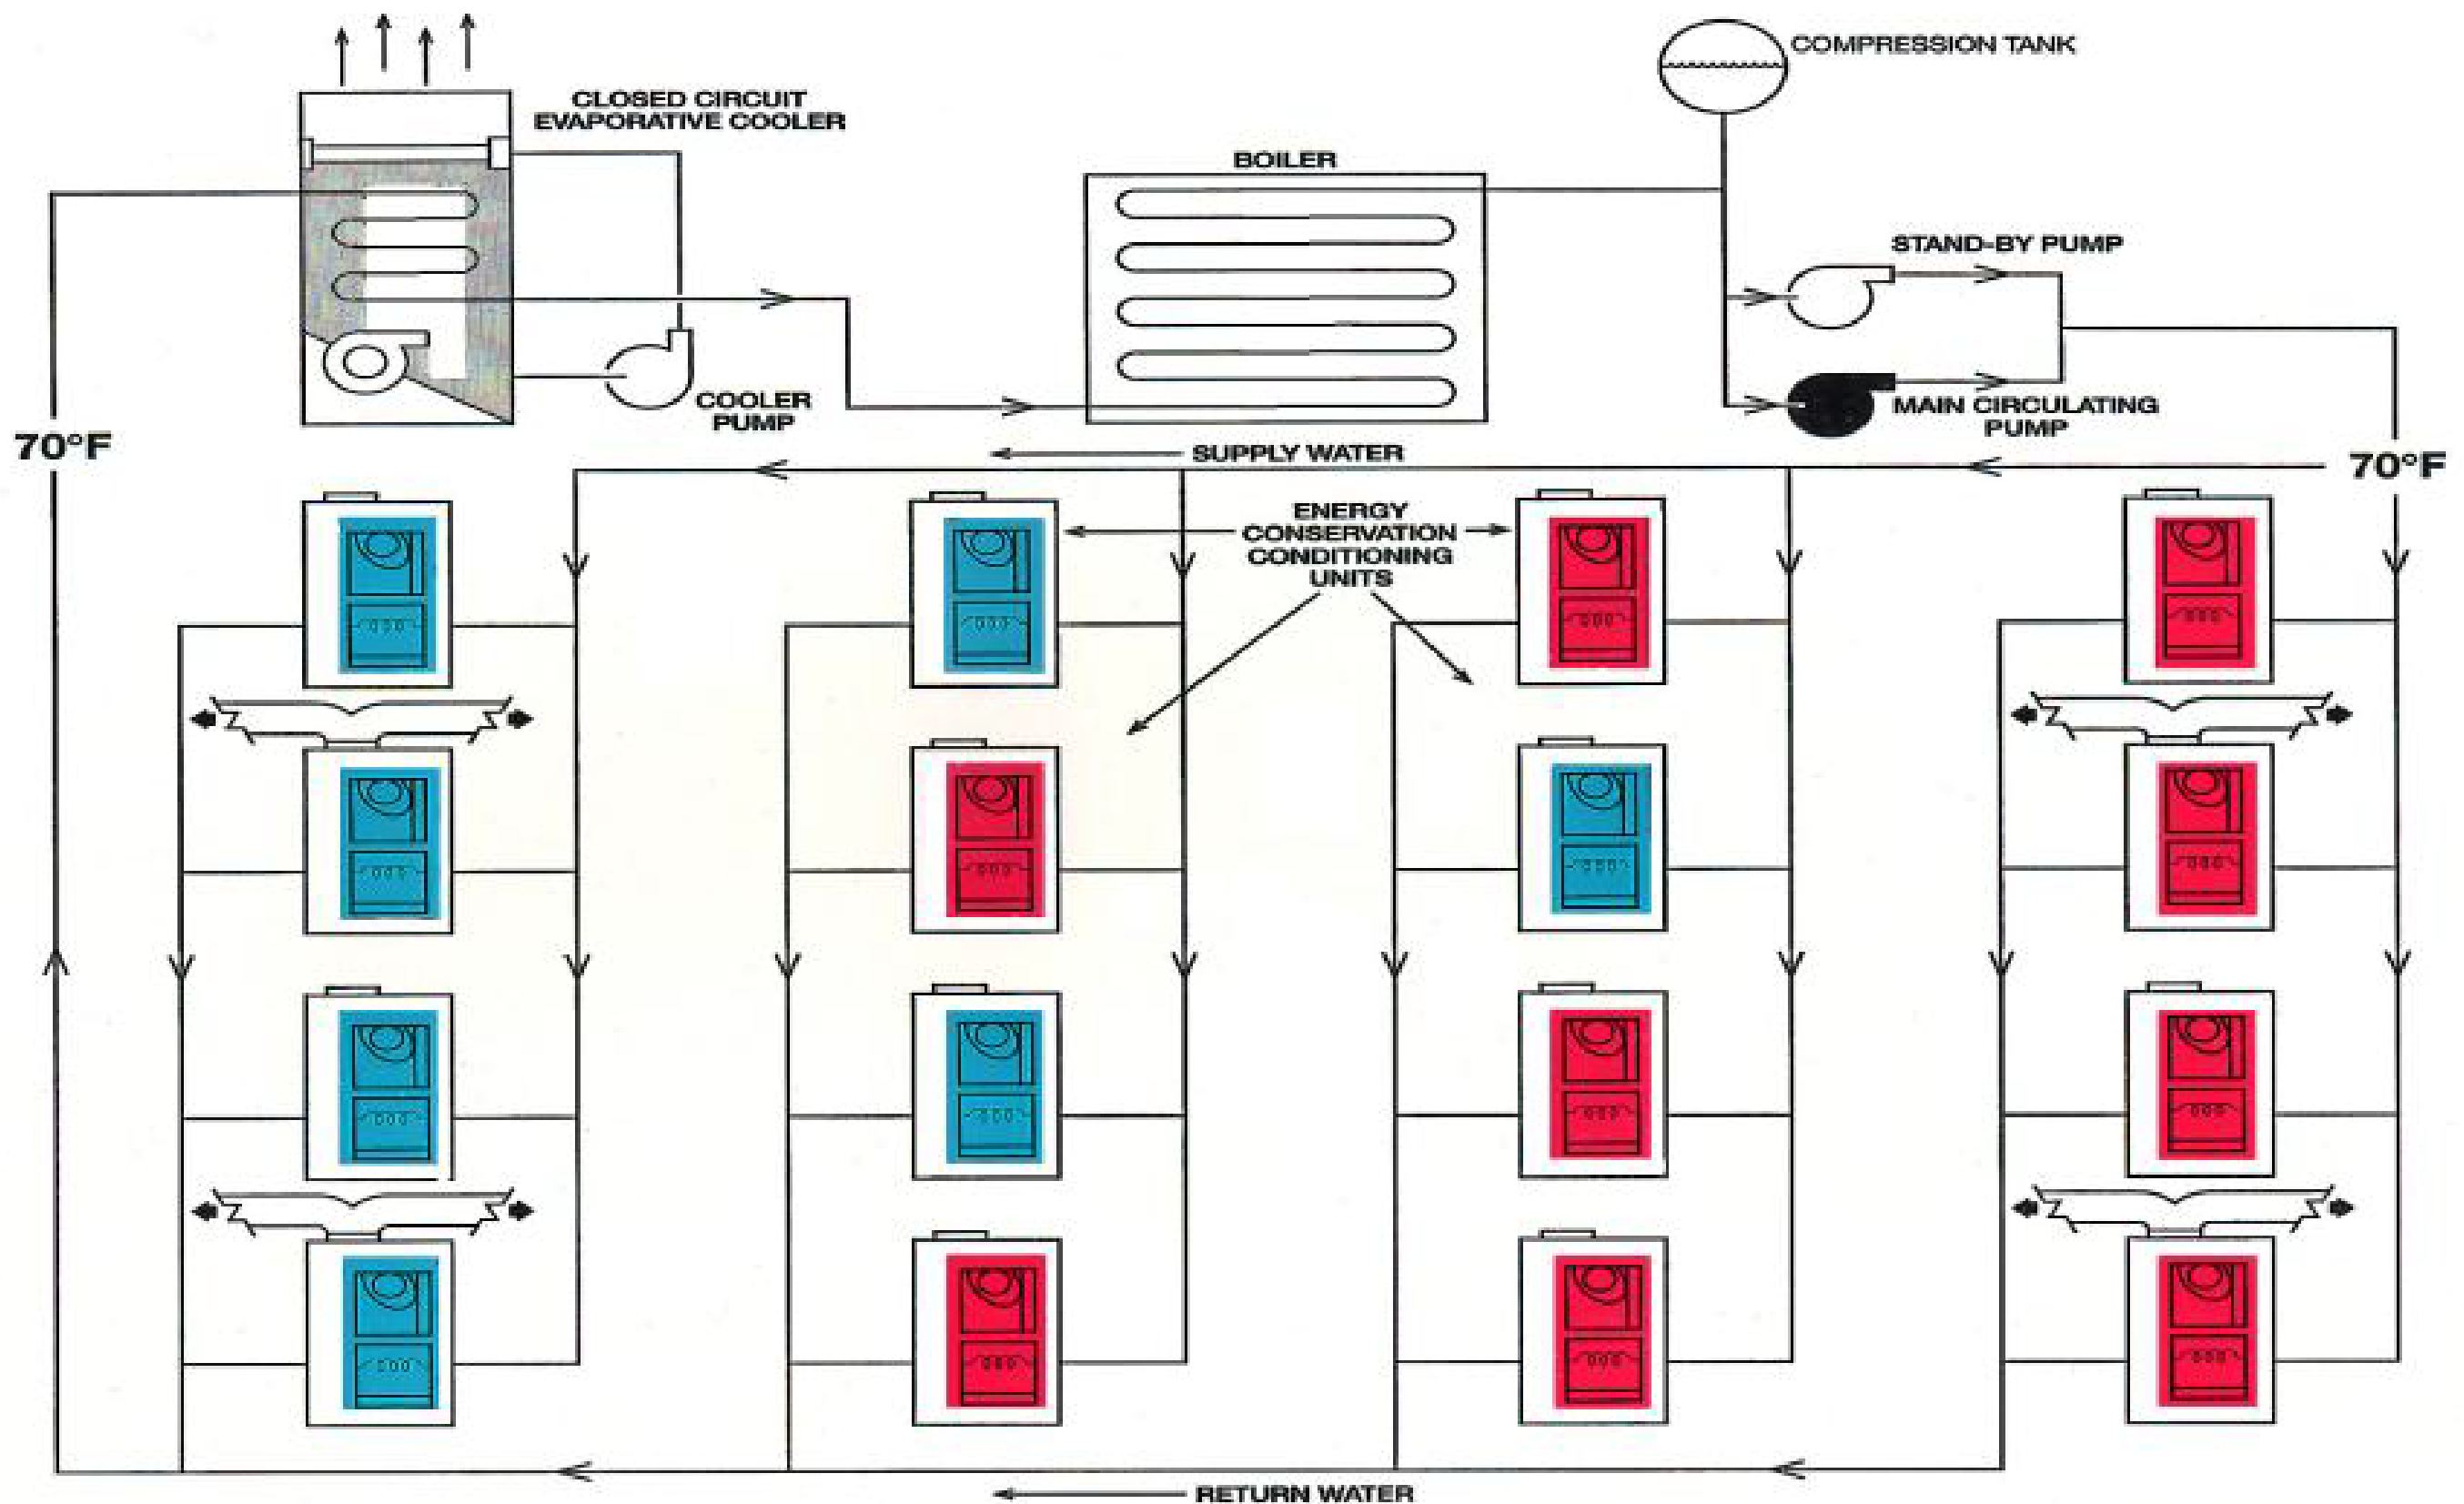 COMPRESSION TANK
CLOSED CIRCUIT
EVAPORATIVE COOLER
BOILER
STAND-BY PUMP
COOLER
PUMP
MAIN CIRCULATING
PUMP
70°F
SUPPLY WATER
70°F
ENERGY
CONSERVATION
CONDITIONING
UNITS
RETURN WATER